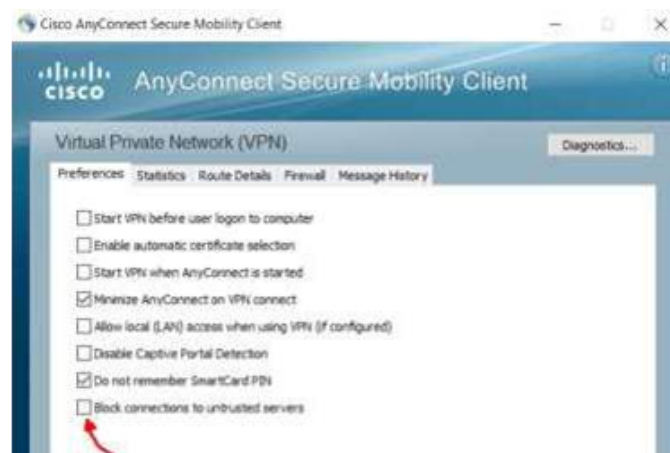 Cisco AnyConnect Secure Mobility Client
CISCO AnyConnect Secure Mobility Client
Virtual Private Network (VPN)
Diagnostics...
Preferences Statistics Route Details Firewall Message History
Start VPN before user logon to computer
Enable automatic certificate selection
Start VPN when AnyConnect is started
Minimize AnyConnect on VPN connect
Allow local (LAN) access when using VPN (if configured)
Disable Captive Portal Detection
Do not remember SmartCard PIN
Block connections to untrusted servers